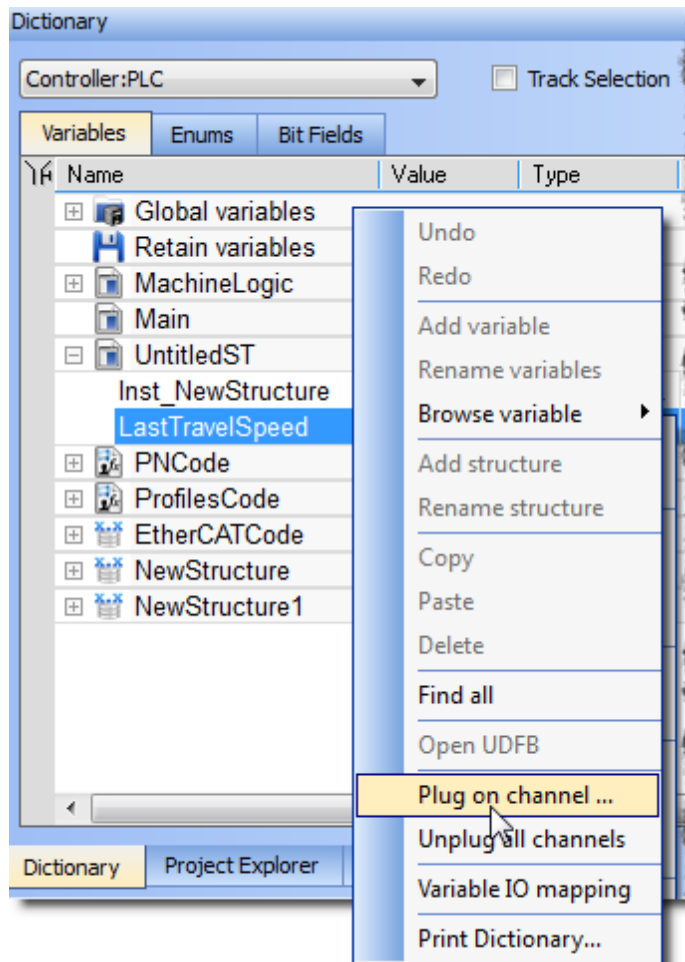 Dictionary
Controller:PLC
Track Selection
Variables Enums Bit Fields
Name Value Type
Global variables
Retain variables
MachineLogic
Main
UntitledST
Inst_NewStructure
LastTravelSpeed
PNCode
ProfilesCode
EtherCATCode
NewStructure
NewStructure1
Undo
Redo
Add variable
Rename variables
Browse variable
Add structure
Rename structure
Copy
Paste
Delete
Find all
Open UDFB
Plug on channel ...
Unplug all channels
Variable IO mapping
Print Dictionary...
Dictionary Project Explorer